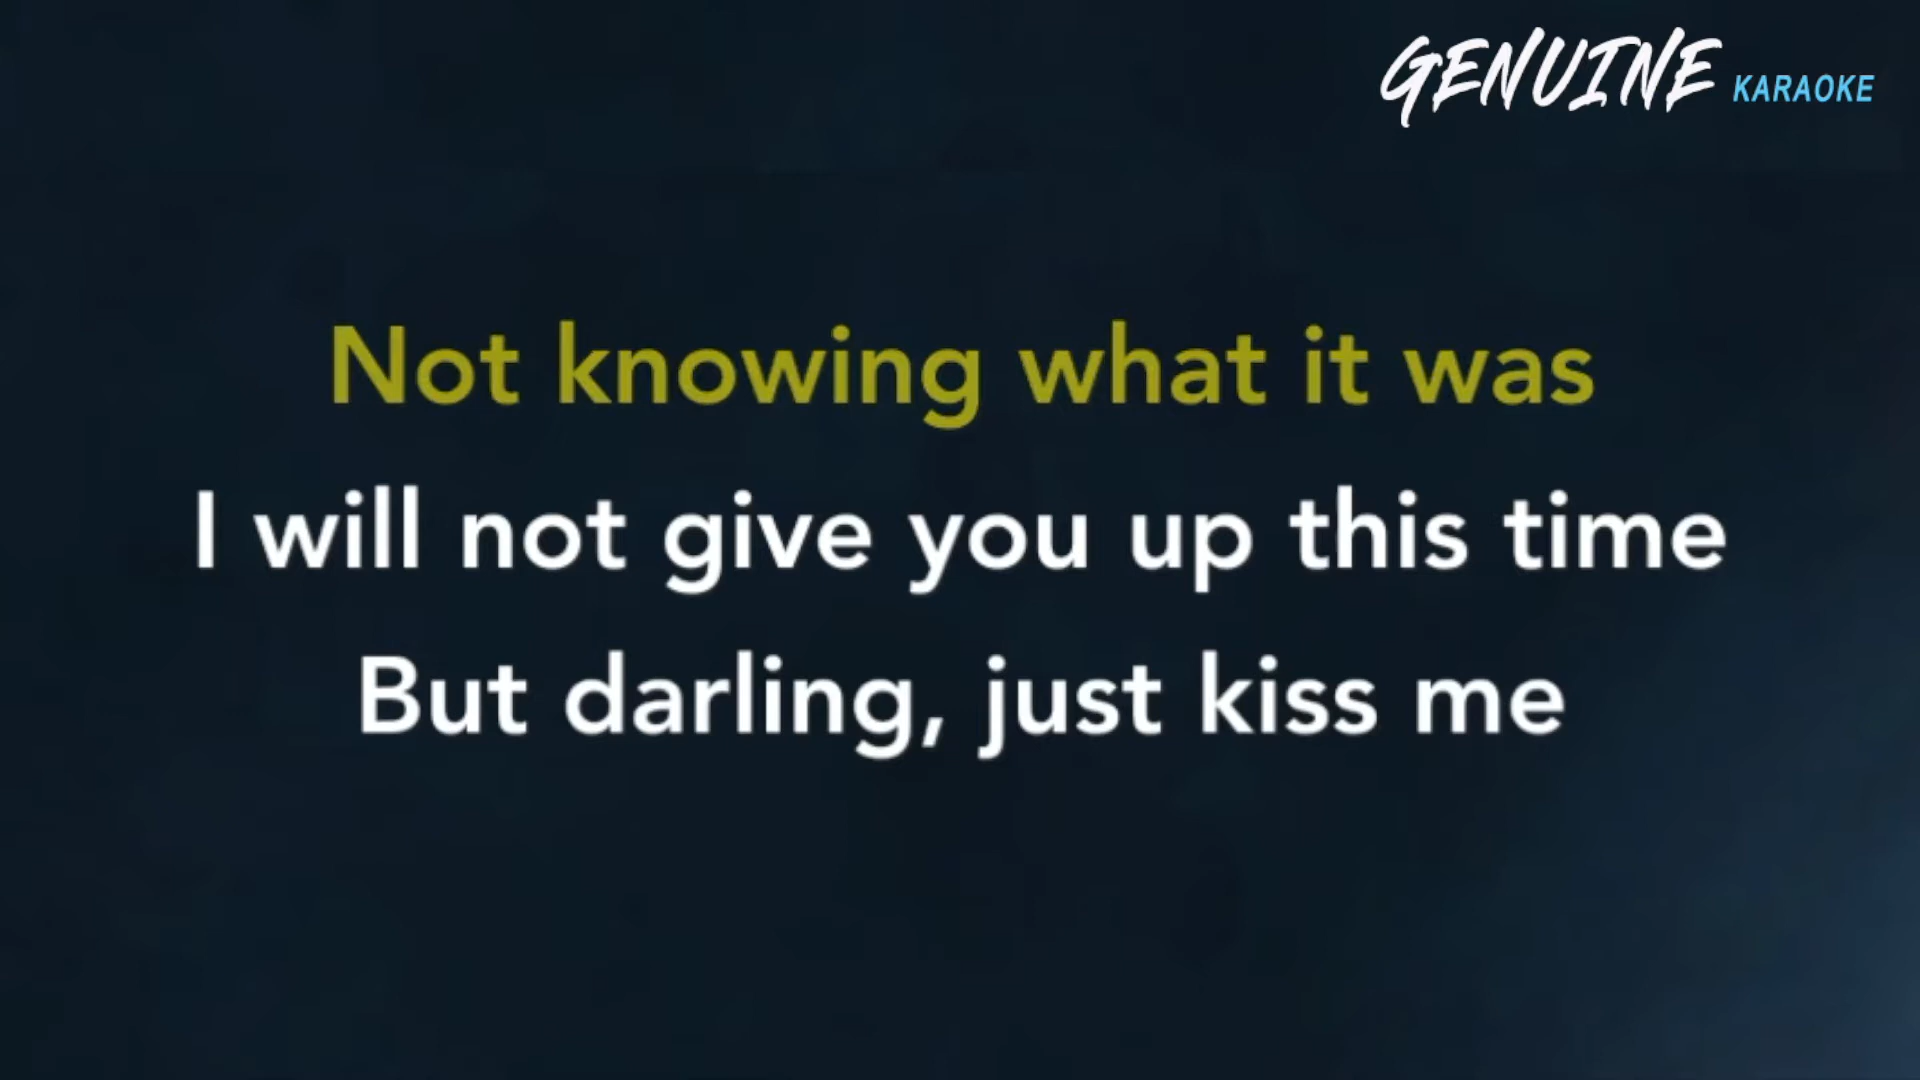 GENUINE KARAOKE
Not knowing what it was
I will not give you up this time
But darling, just kiss me